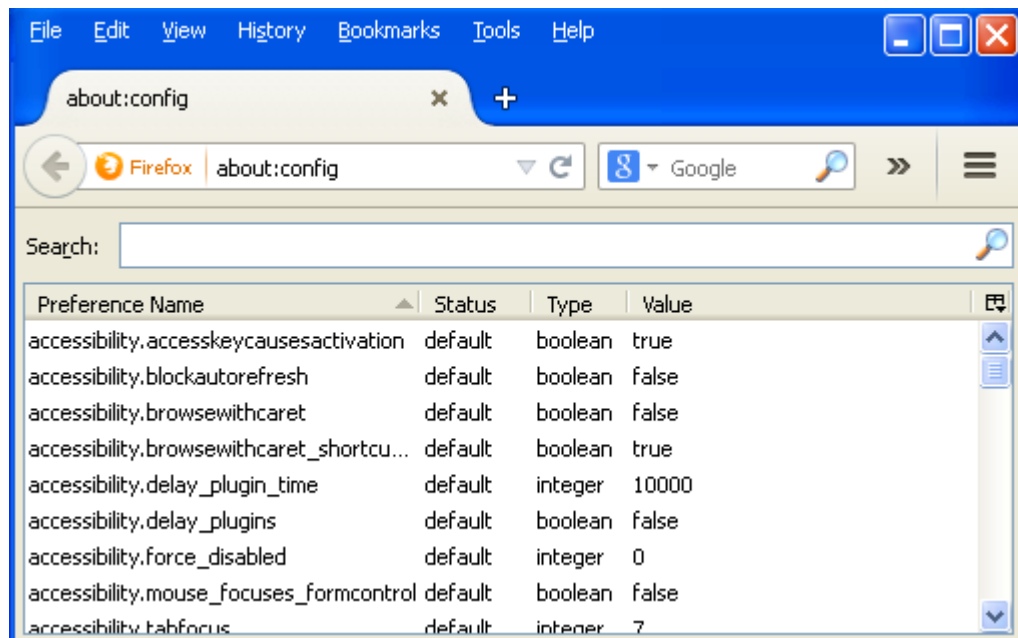 File Edit View History Bookmarks Tools Help
about:config
Firefox about:config 8 Google
Search:
Preference Name Status Type Value
accessibility.accesskeycausesactivation default boolean true
accessibility.blockautorefresh default boolean false
accessibility.browsewithcaret default boolean false
accessibility.browsewithcaret_shortcu... default boolean true
accessibility.delay_plugin_time default integer 10000
accessibility.delay_plugins default boolean false
accessibility.force_disabled default integer 0
accessibility.mouse_focuses_formcontrol default boolean false
accessibility.tabfocus default integer 7